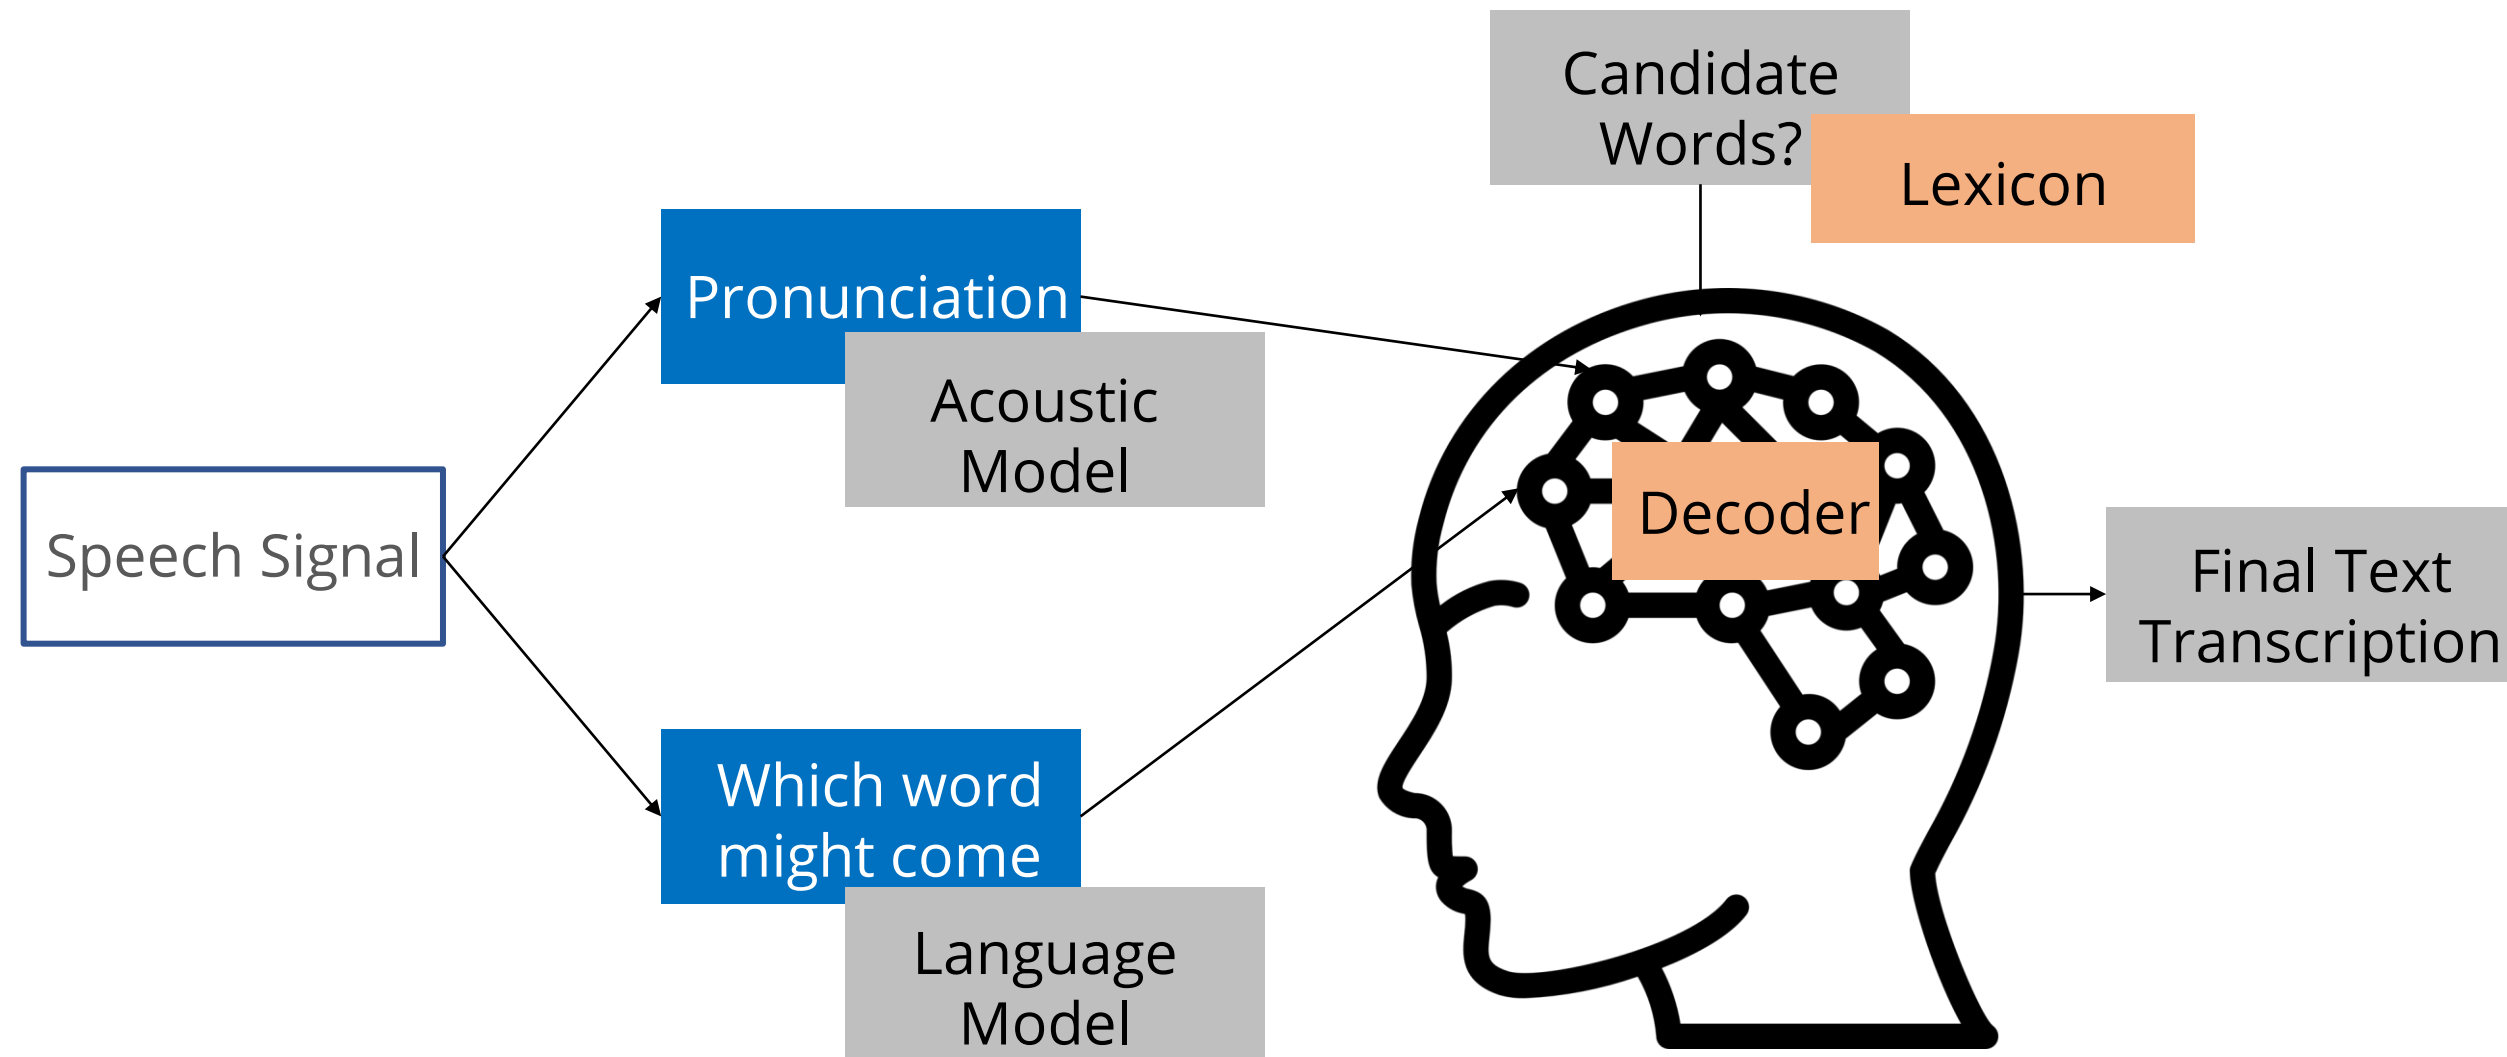 Candidate
Words?
Lexicon
Pronunciation
Acoustic
Model
Speech Signal
Decoder
Final Text
Transcription
Which word
might come
Language
Model